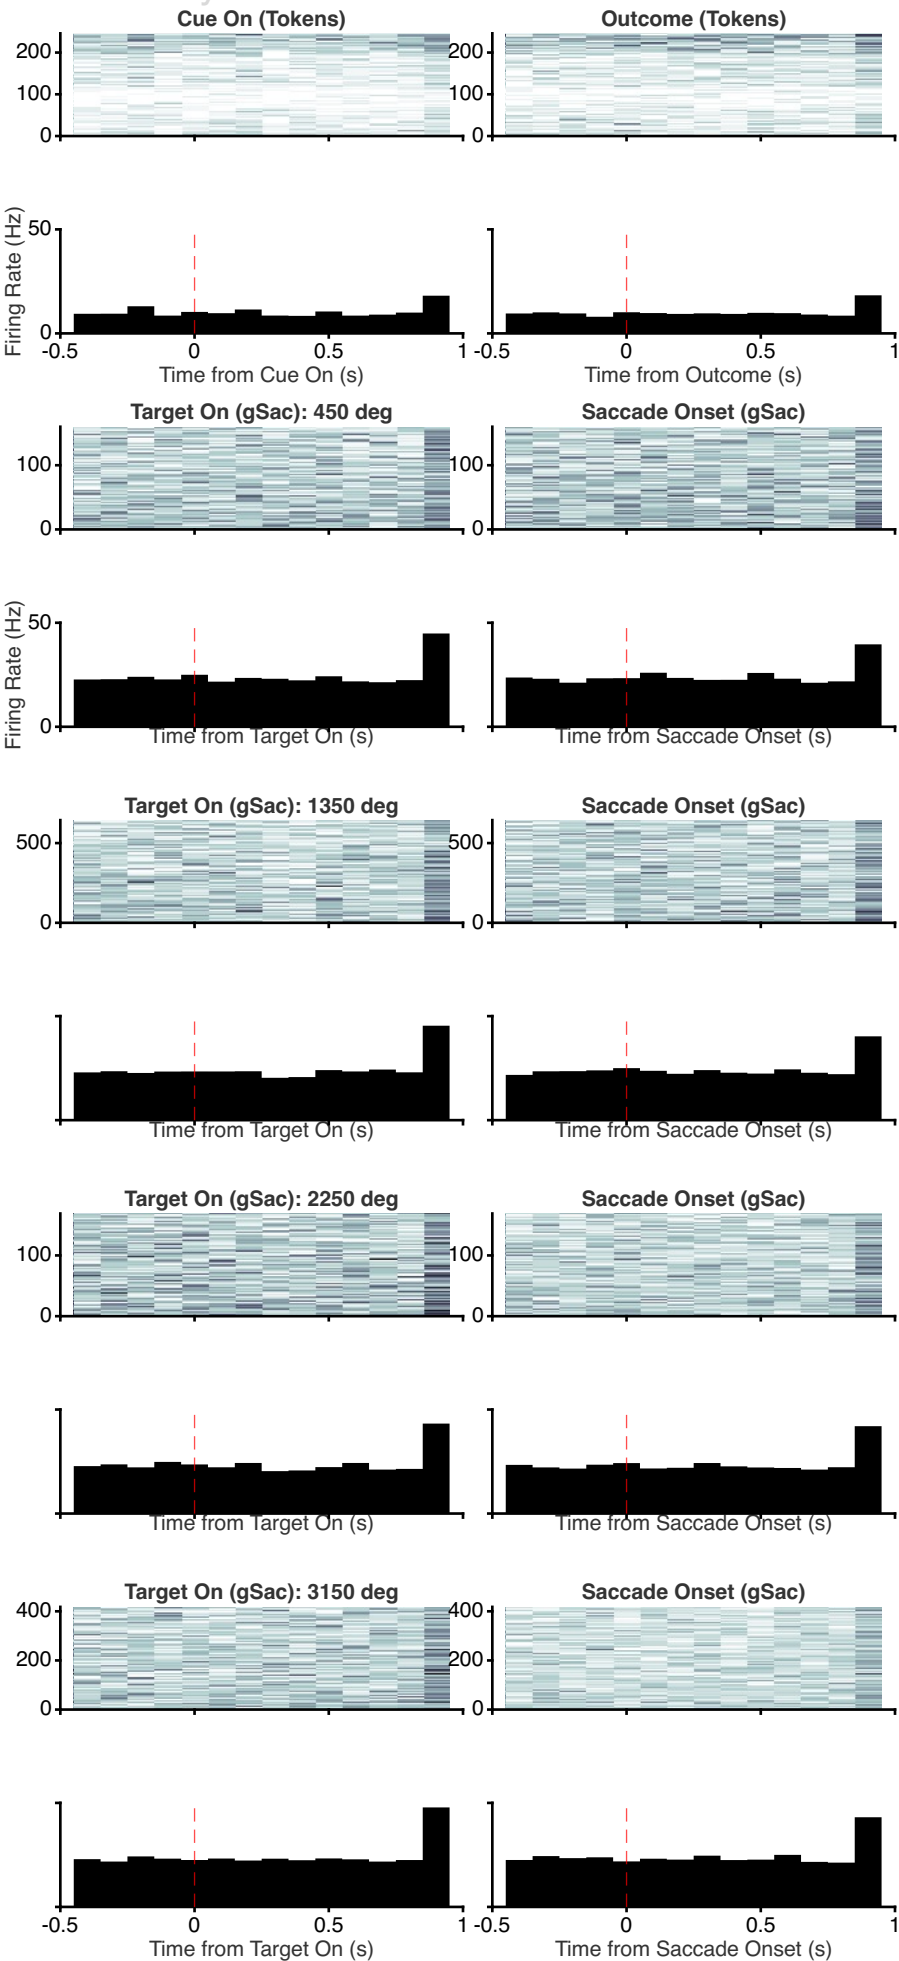 Cue On (Tokens) Outcome (Tokens)
200 200
100 100
0 0
Firing Rate (Hz)
50
0
-0.5 0 0.5 1 -0.5 0 0.5 1
Time from Cue On (s) Time from Outcome (s)
Target On (gSac): 450 deg Saccade Onset (gSac)
100 100
0 0
Firing Rate (Hz)
50
0
Time from Target On (s) Time from Saccade Onset (s)
Target On (gSac): 1350 deg Saccade Onset (gSac)
500 500
0 0
Time from Target On (s) Time from Saccade Onset (s)
Target On (gSac): 2250 deg Saccade Onset (gSac)
100 100
0 0
Time from Target On (s) Time from Saccade Onset (s)
Target On (gSac): 3150 deg Saccade Onset (gSac)
400 400
200 200
0 0
-0.5 0 0.5 1 -0.5 0 0.5 1
Time from Target On (s) Time from Saccade Onset (s)